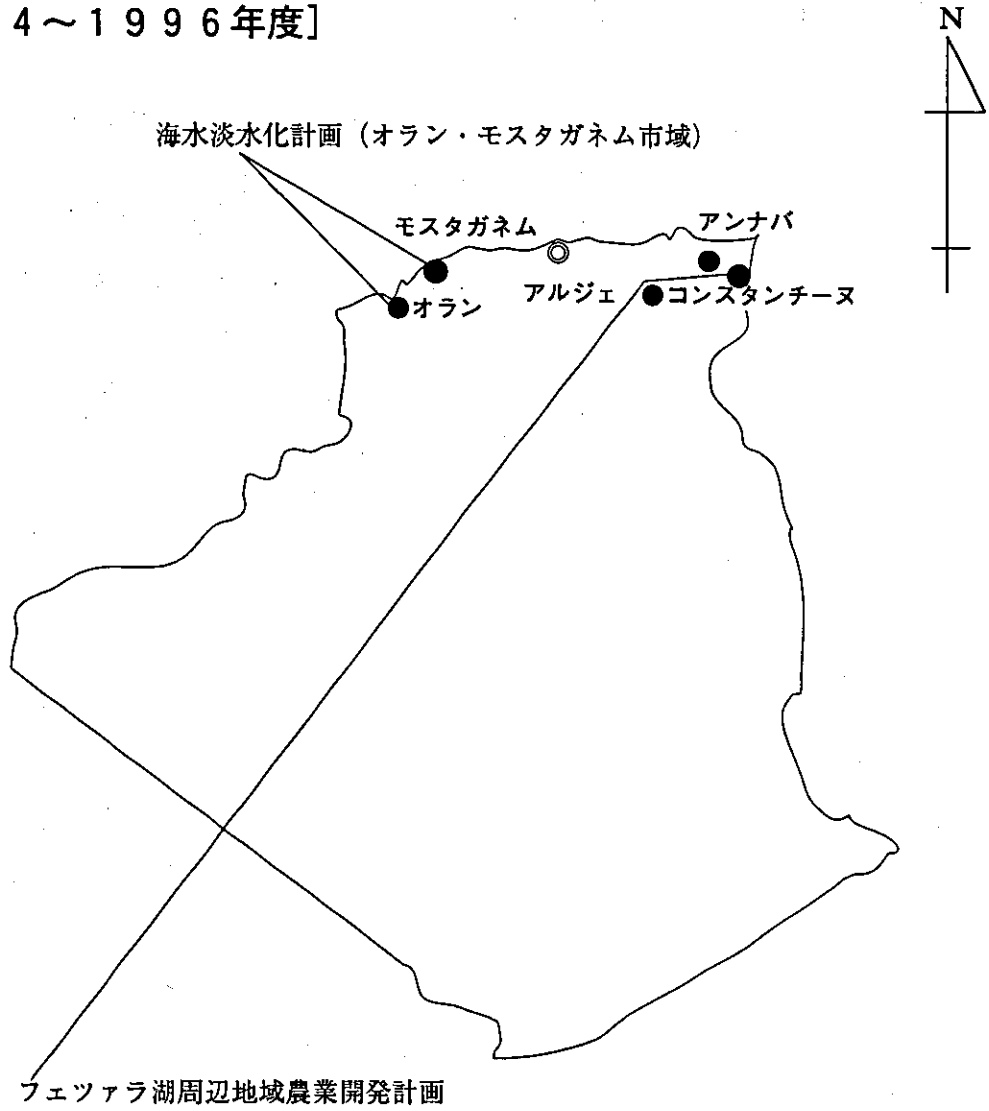 4～1996年度]
N
海水淡水化計画（オラン・モスタガネム市域）
モスタガネム
アンナバ
アルジェ
コンスタンチーヌ
オラン
フェツァラ湖周辺地域農業開発計画